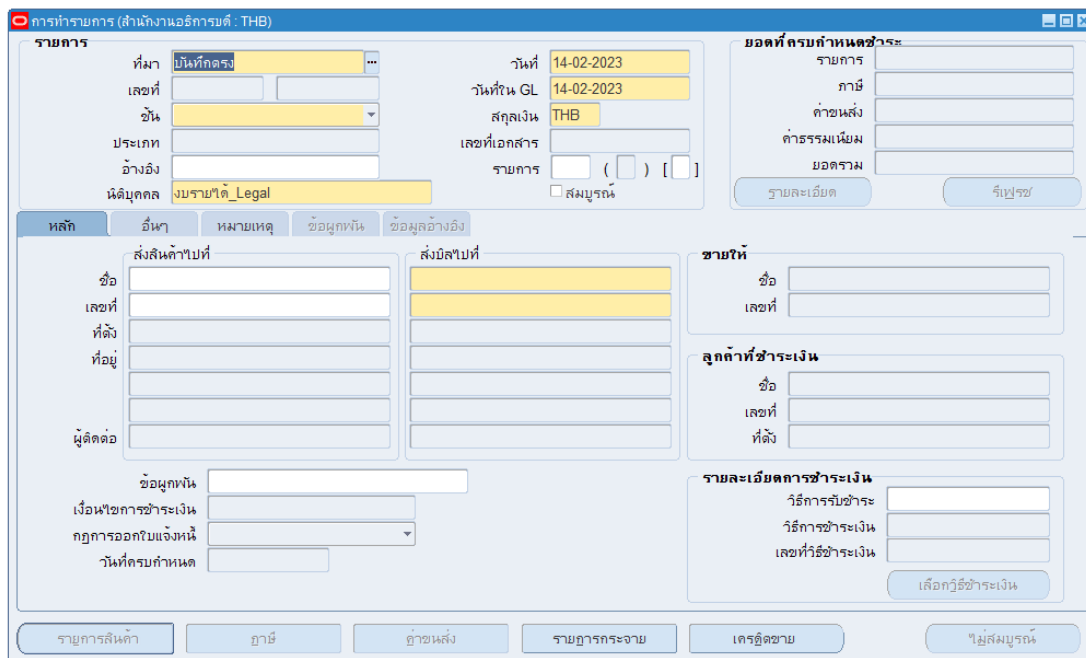 การทำรายการ (สำนักงานอธิการบดี : THB)
รายการ
ที่มา บันทึกตรง ...
วันที่ 14-02-2023
เลขที่
วันที่ใน GL 14-02-2023
ชั้น
สกุลเงิน THB
ประเภท
เลขที่เอกสาร
อ้างอิง
รายการ ( ) [ ]
นิติบุคคล งบรายได้_Legal
สมบูรณ์
ยอดที่ครบกำหนดชำระ
รายการ
ภาษี
ค่าขนส่ง
ค่าธรรมเนียม
ยอดรวม
รายละเอียด รีเฟรช
หลัก อื่นๆ หมายเหตุ ข้อผูกพัน ข้อมูลอ้างอิง
ส่งสินค้าไปที่ ส่งบิลไปที่
ชื่อ
เลขที่
ที่ตั้ง
ที่อยู่
ผู้ติดต่อ
ขายให้
ชื่อ
เลขที่
ลูกค้าที่ชำระเงิน
ชื่อ
เลขที่
ที่ตั้ง
ข้อผูกพัน
เงื่อนไขการชำระเงิน
กฎการออกใบแจ้งหนี้
วันที่ครบกำหนด
รายละเอียดการชำระเงิน
วิธีการรับชำระ
วิธีการชำระเงิน
เลขที่วิธีชำระเงิน
เลือกวิธีชำระเงิน
รายการสินค้า ภาษี ค่าขนส่ง รายการกระจาย เครดิตขาย ไม่สมบูรณ์